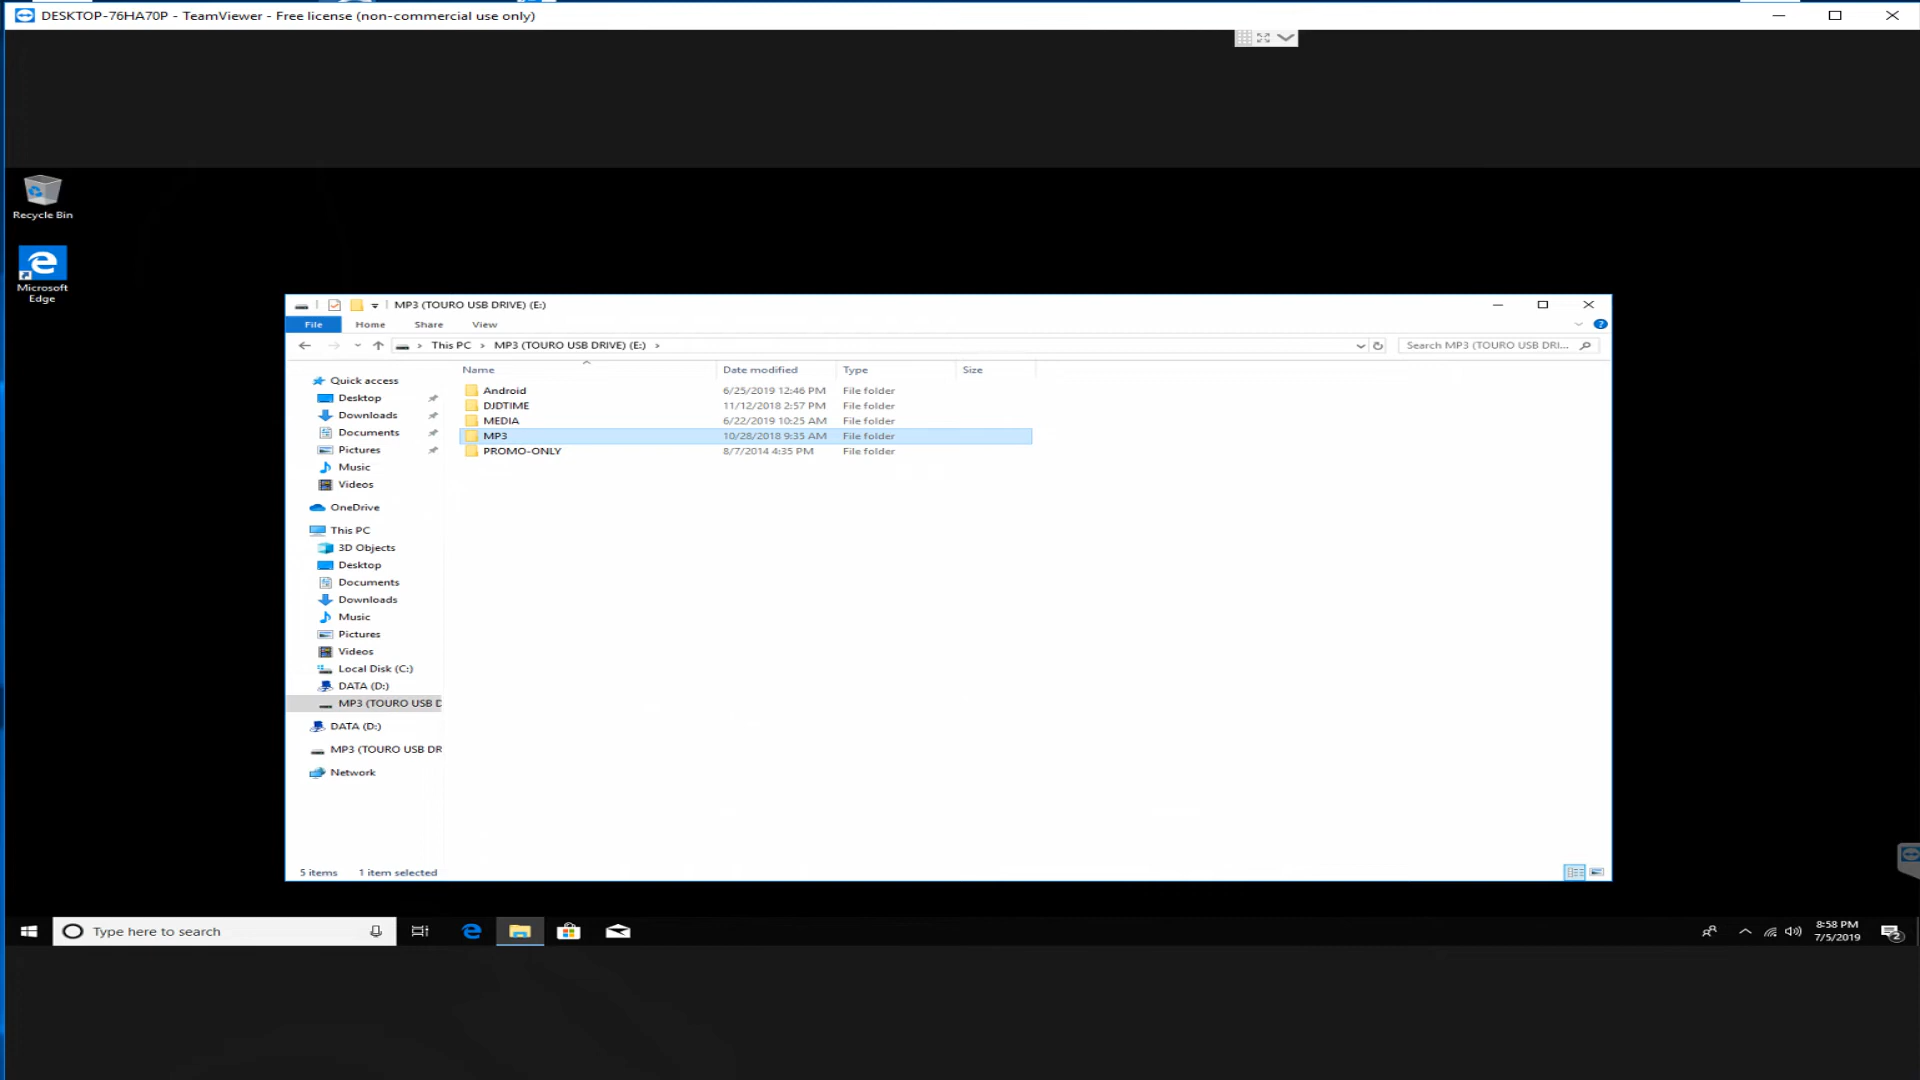 DESKTOP-76HA70P - TeamViewer - Free license (non-commercial use only)
Recycle Bin
Microsoft
Edge
MP3 (TOURO USB DRIVE) (E:)
File Home Share View
This PC > MP3 (TOURO USB DRIVE) (E:) >
Search MP3 (TOURO USB DRI...
Name Date modified Type Size
Android 6/25/2019 12:46 PM File folder
DJDTIME 11/12/2018 2:57 PM File folder
MEDIA 6/22/2019 10:25 AM File folder
MP3 10/28/2018 9:35 AM File folder
PROMO-ONLY 8/7/2014 4:35 PM File folder
Quick access
Desktop
Downloads
Documents
Pictures
Music
Videos
OneDrive
This PC
3D Objects
Desktop
Documents
Downloads
Music
Pictures
Videos
Local Disk (C:)
DATA (D:)
MP3 (TOURO USB D
DATA (D:)
MP3 (TOURO USB DR
Network
5 items 1 item selected
Type here to search
8:58 PM
7/5/2019
2